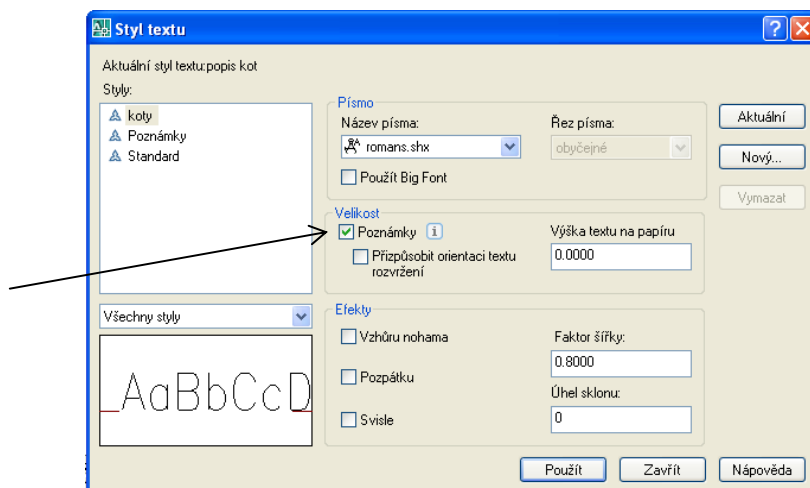 Styl textu
Aktuální styl textu:popis kot
Styly:
koty
Poznámky
Standard
Všechny styly
AaBbCcD
Písmo
Název písma:
romans.shx
Použít Big Font
Řez písma:
obyčejné
Velikost
Poznámky
Přizpůsobit orientaci textu
rozvržení
Výška textu na papíru
0.0000
Efekty
Vzhůru nohama
Pozpátku
Svisle
Faktor šířky:
0.8000
Úhel sklonu:
0
Aktuální
Nový...
Vymazat
Použít
Zavřít
Nápověda